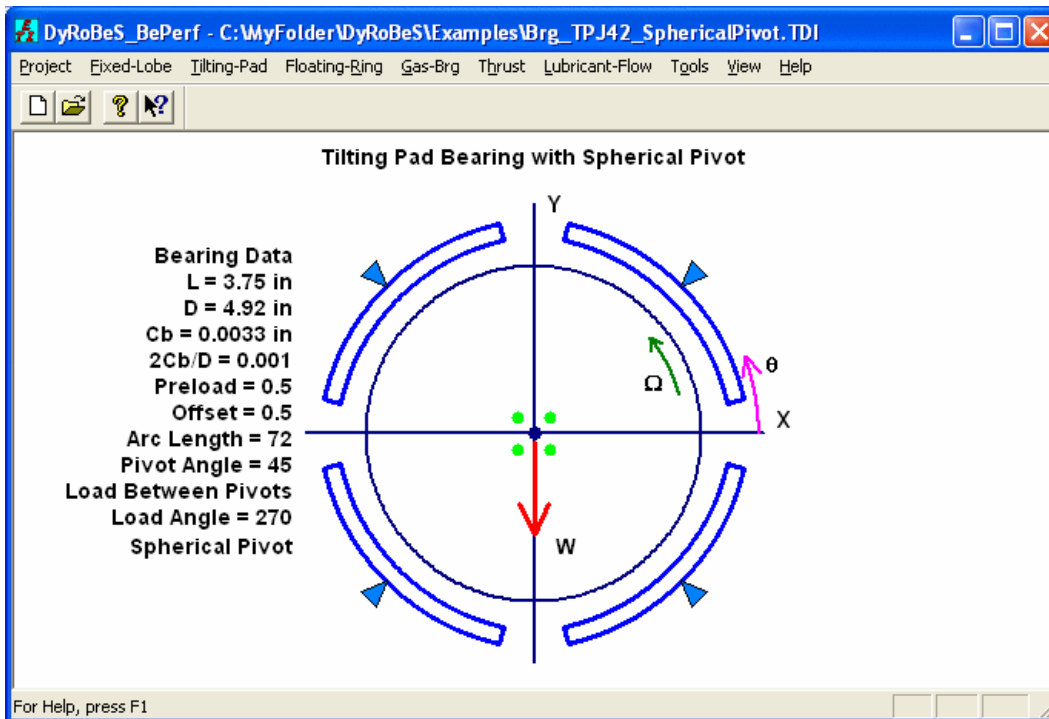 DyRoBeS_BePerf - C:\MyFolder\DyRoBeS\Examples\Brg_TPJ42_SphericalPivot.TDI
Project Fixed-Lobe Tilting-Pad Floating-Ring Gas-Brg Thrust Lubricant-Flow Tools View Help
Tilting Pad Bearing with Spherical Pivot
Y
Bearing Data
L = 3.75 in
D = 4.92 in
Cb = 0.0033 in
2Cb/D = 0.001
Preload = 0.5
Offset = 0.5
Arc Length = 72
Pivot Angle = 45
Load Between Pivots
Load Angle = 270
Spherical Pivot
Ω
θ
X
W
For Help, press F1